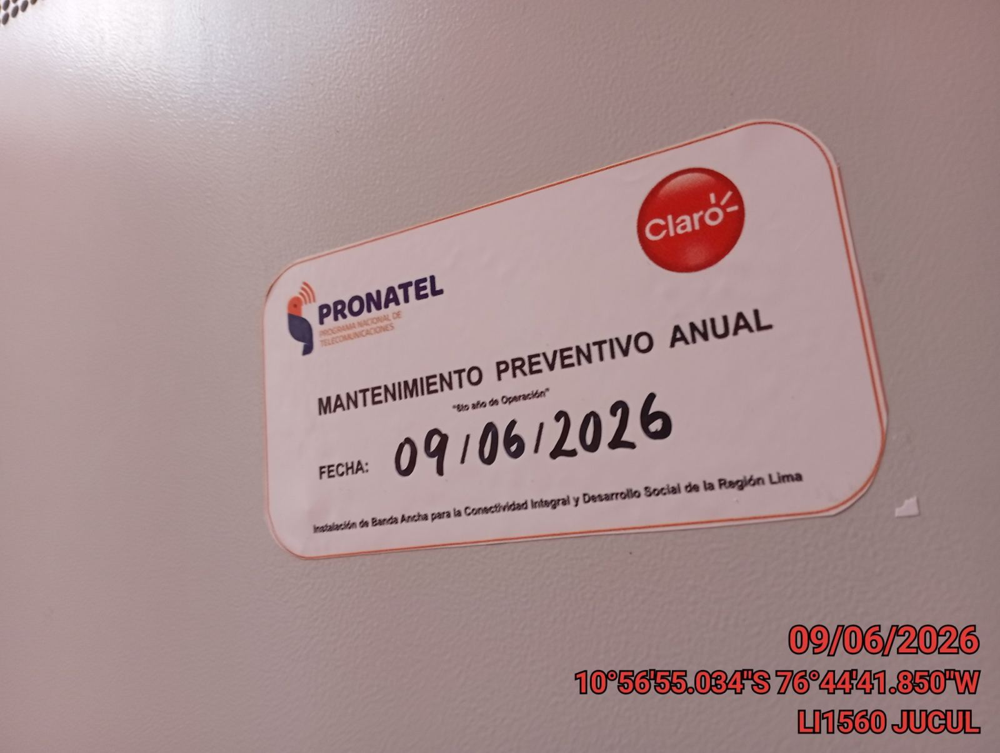 Claro
PRONATEL
PROGRAMA NACIONAL DE
TELECOMUNICACIONES
MANTENIMIENTO PREVENTIVO ANUAL
"6to año de Operación"
FECHA: 09/06/2026
Instalación de Banda Ancha para la Conectividad Integral y Desarrollo Social de la Región Lima
09/06/2026
10°56'55.034"S 76°44'41.850"W
LI1560 JUCUL